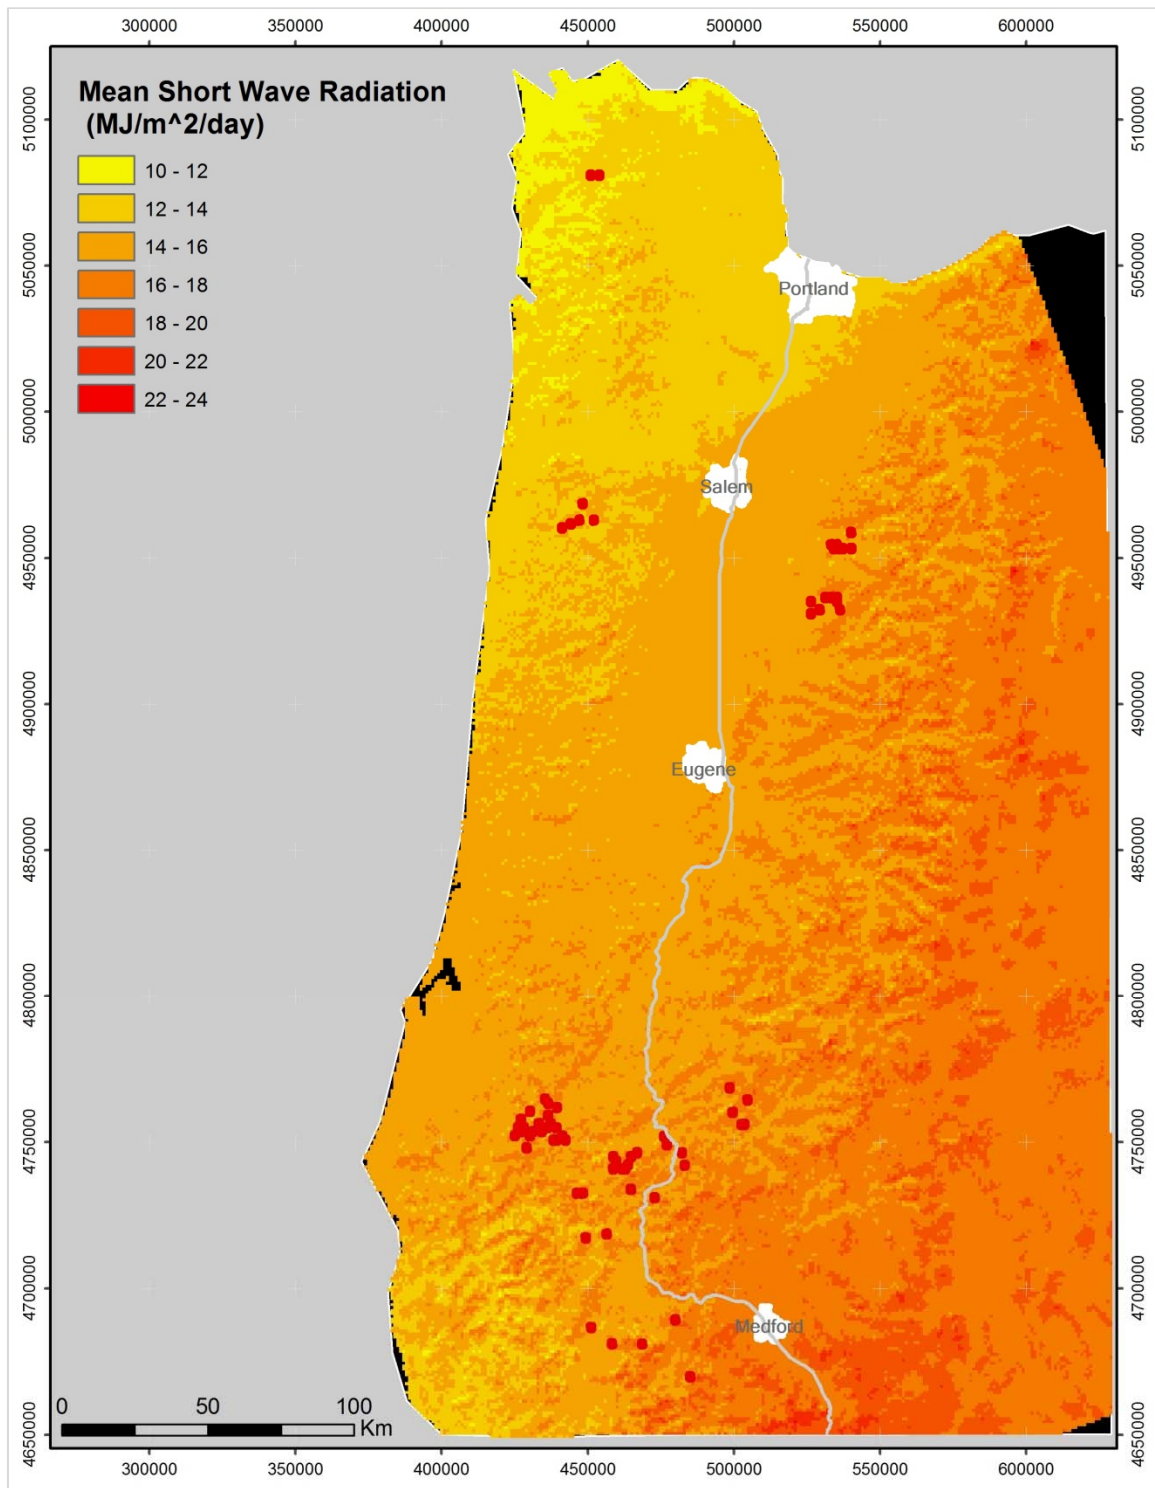 300000 350000 400000 450000 500000 550000 600000
Mean Short Wave Radiation
(MJ/m^2/day)
10 - 12
12 - 14
14 - 16
16 - 18
18 - 20
20 - 22
22 - 24
5100000 5100000
5050000 5050000
Portland
5000000 5000000
Salem
4950000 4950000
4900000 4900000
Eugene
4850000 4850000
4800000 4800000
4750000 4750000
4700000 4700000
Medford
0 50 100
Km
4650000 4650000
300000 350000 400000 450000 500000 550000 600000